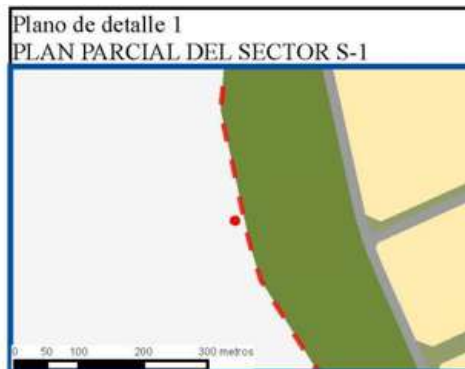 Plano de detalle 1
PLAN PARCIAL DEL SECTOR S-1
0 50 100 200 300 metros